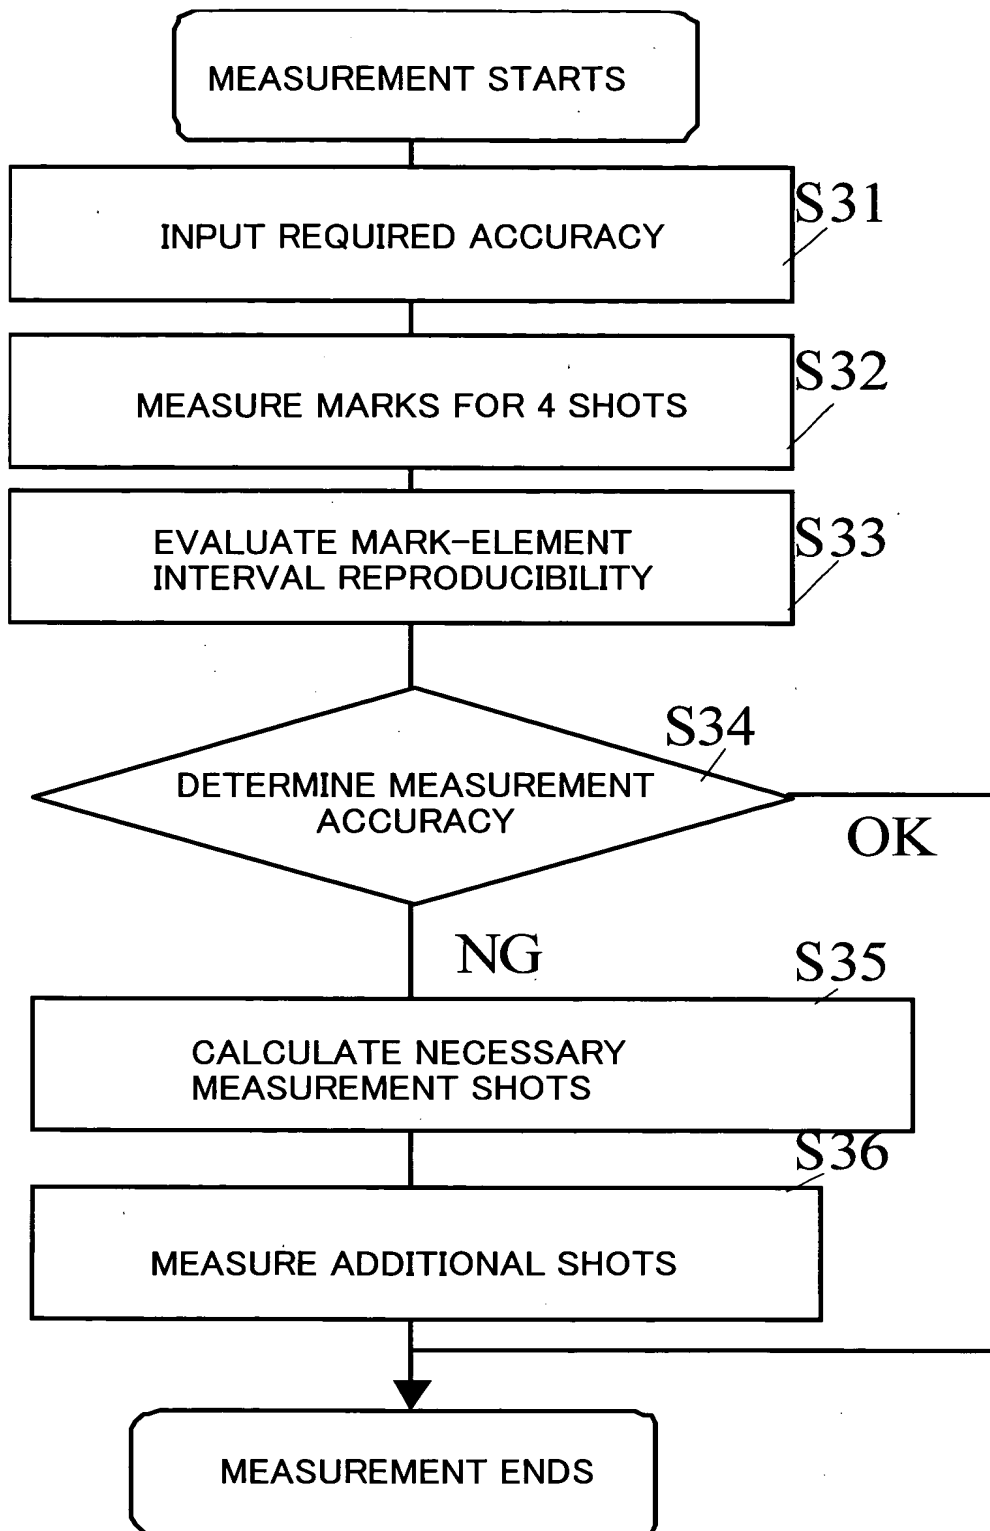 MEASUREMENT STARTS
S31
INPUT REQUIRED ACCURACY
S32
MEASURE MARKS FOR 4 SHOTS
S33
EVALUATE MARK-ELEMENT
INTERVAL REPRODUCIBILITY
S34
DETERMINE MEASUREMENT
ACCURACY
OK
NG
S35
CALCULATE NECESSARY
MEASUREMENT SHOTS
S36
MEASURE ADDITIONAL SHOTS
MEASUREMENT ENDS